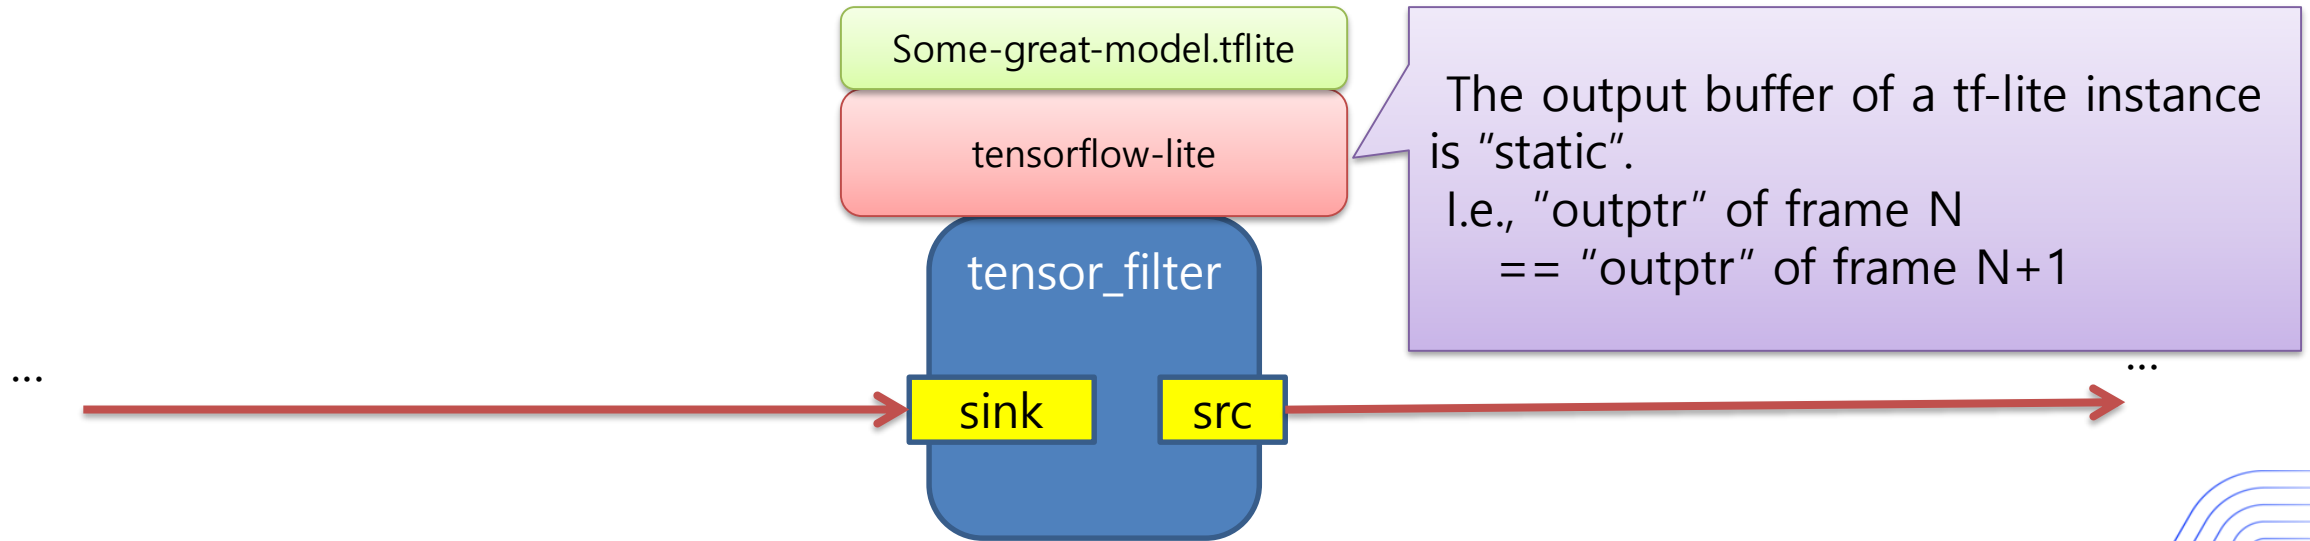 Some-great-model.tflite
tensorflow-lite
The output buffer of a tf-lite instance
is "static".
I.e., "outptr" of frame N
== "outptr" of frame N+1
tensor_filter
...
...
sink
src